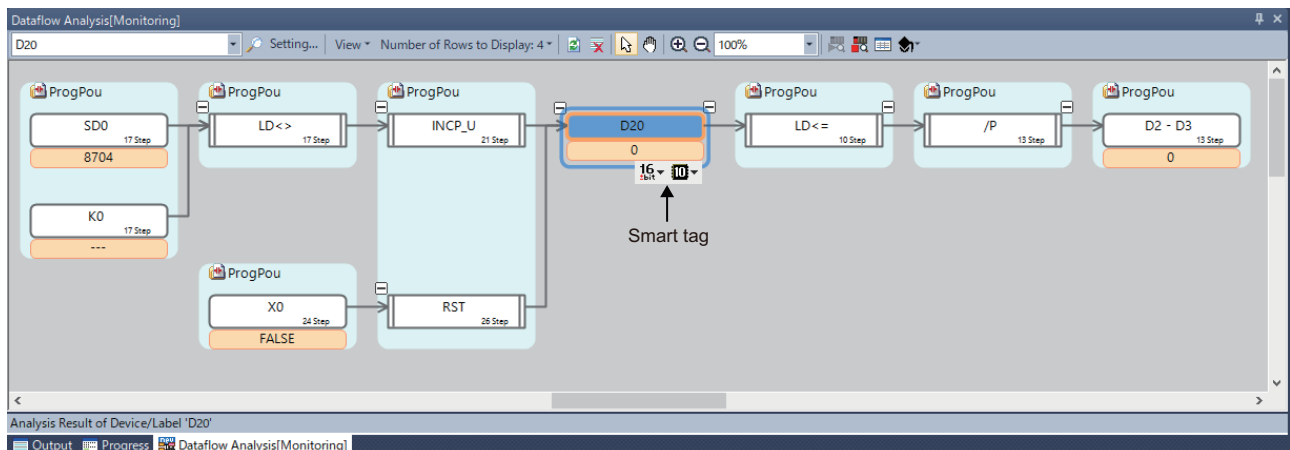 Dataflow Analysis[Monitoring]
D20 Setting... View Number of Rows to Display: 4 100%
ProgPou ProgPou ProgPou ProgPou ProgPou ProgPou
SD0 LD<> INCP_U D20 LD<= /P D2 - D3
17 Step 17 Step 21 Step 10 Step 13 Step 13 Step
8704 0 0
16 bit 10
K0
17 Step
---
Smart tag
ProgPou
X0 RST
24 Step 26 Step
FALSE
Analysis Result of Device/Label 'D20'
Output Progress Dataflow Analysis[Monitoring]